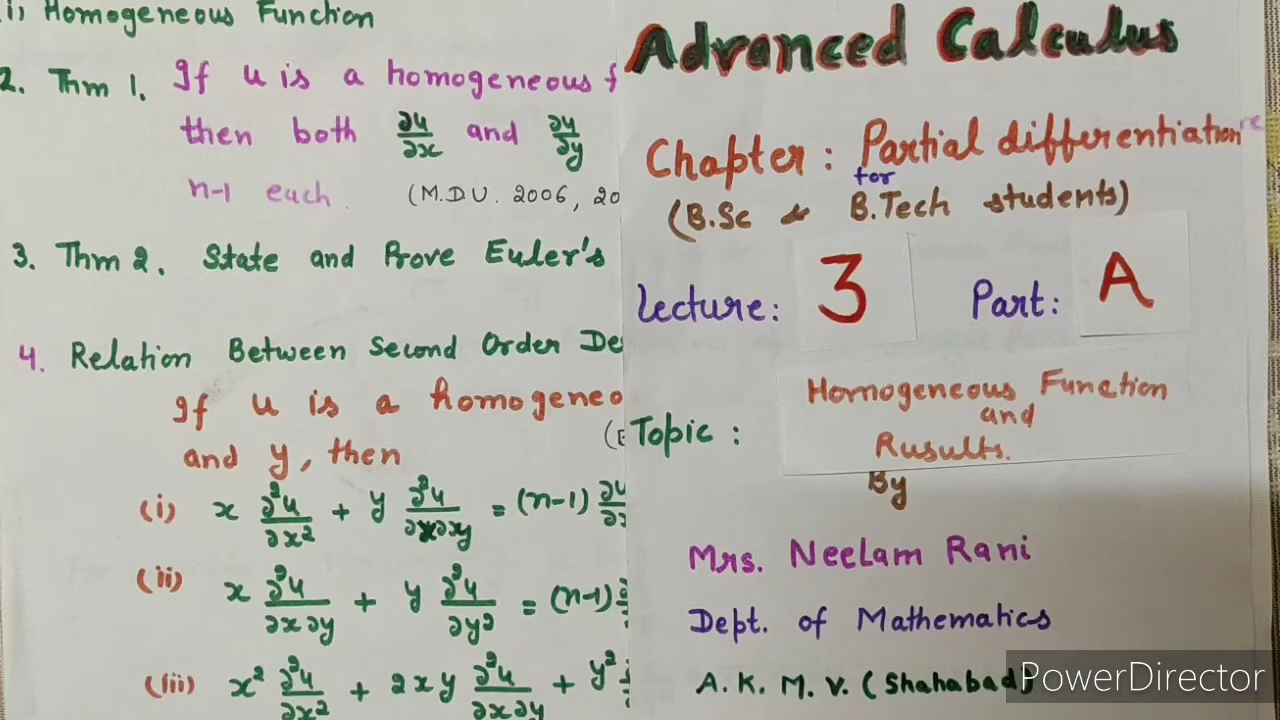 (i) Homogeneous Function
2. Thm 1. If u is a homogeneous f
then both ∂u/∂x and ∂u/∂y
n-1 each. (M.D.U. 2006, 20
3. Thm 2. State and Prove Euler's
4. Relation Between Second Order De
If u is a homogeneo
(E
and y, then
(i) x ∂²u/∂x² + y ∂²u/∂x∂y = (n-1) ∂u/∂x
(ii) x ∂²u/∂x∂y + y ∂²u/∂y² = (n-1) ∂
(iii) x² ∂²u/∂x² + 2xy ∂²u/∂x∂y + y²
Advanced Calculus
Chapter : Partial differentiation
for
(B.Sc & B.Tech students)
Lecture: 3 Part: A
Topic : Homogeneous Function
and
Rusults.
By
Mrs. Neelam Rani
Dept. of Mathematics
A. K. M. V. (Shahabad)
PowerDirector